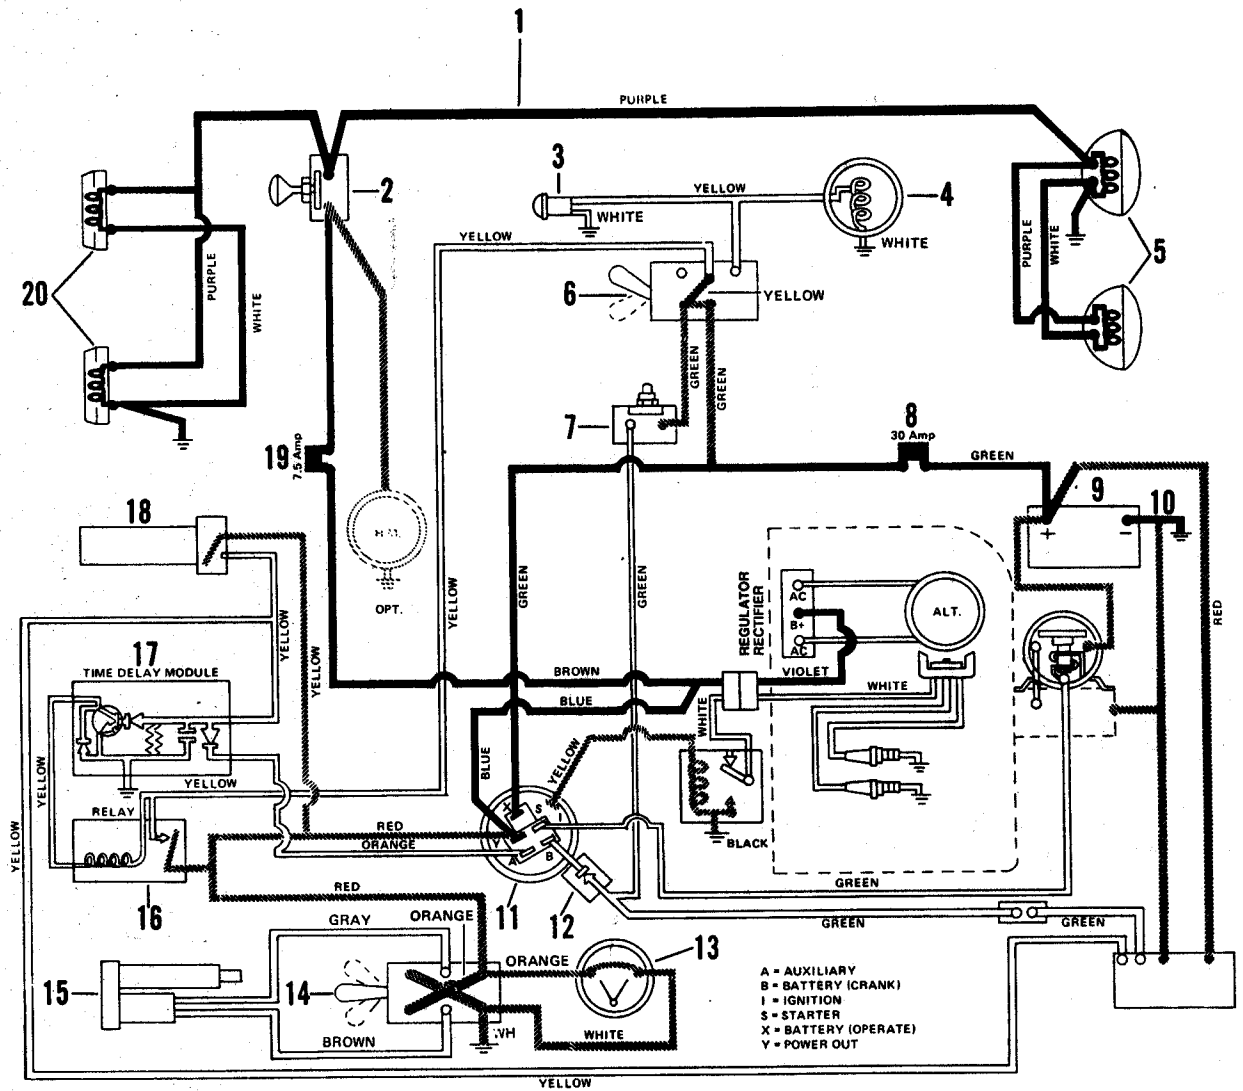 1
PURPLE
2
3
YELLOW
WHITE
4
WHITE
5
PURPLE
WHITE
20
PURPLE
WHITE
YELLOW
6
YELLOW
GREEN
GREEN
7
8
30 Amp
GREEN
19
7.5 Amp
9
10
+
-
RED
18
OPT.
GREEN
YELLOW
GREEN
REGULATOR
RECTIFIER
AC
B+
AC
ALT.
17
TIME DELAY MODULE
YELLOW
YELLOW
BROWN
VIOLET
WHITE
BLUE
WHITE
BLUE
YELLOW
YELLOW
YELLOW
YELLOW
RELAY
X
S
Y
A
B
BLACK
RED
ORANGE
16
RED
11
12
GREEN
GREEN
GREEN
GRAY
ORANGE
ORANGE
13
15
14
WH
WHITE
BROWN
A = AUXILIARY
B = BATTERY (CRANK)
I = IGNITION
S = STARTER
X = BATTERY (OPERATE)
Y = POWER OUT
YELLOW